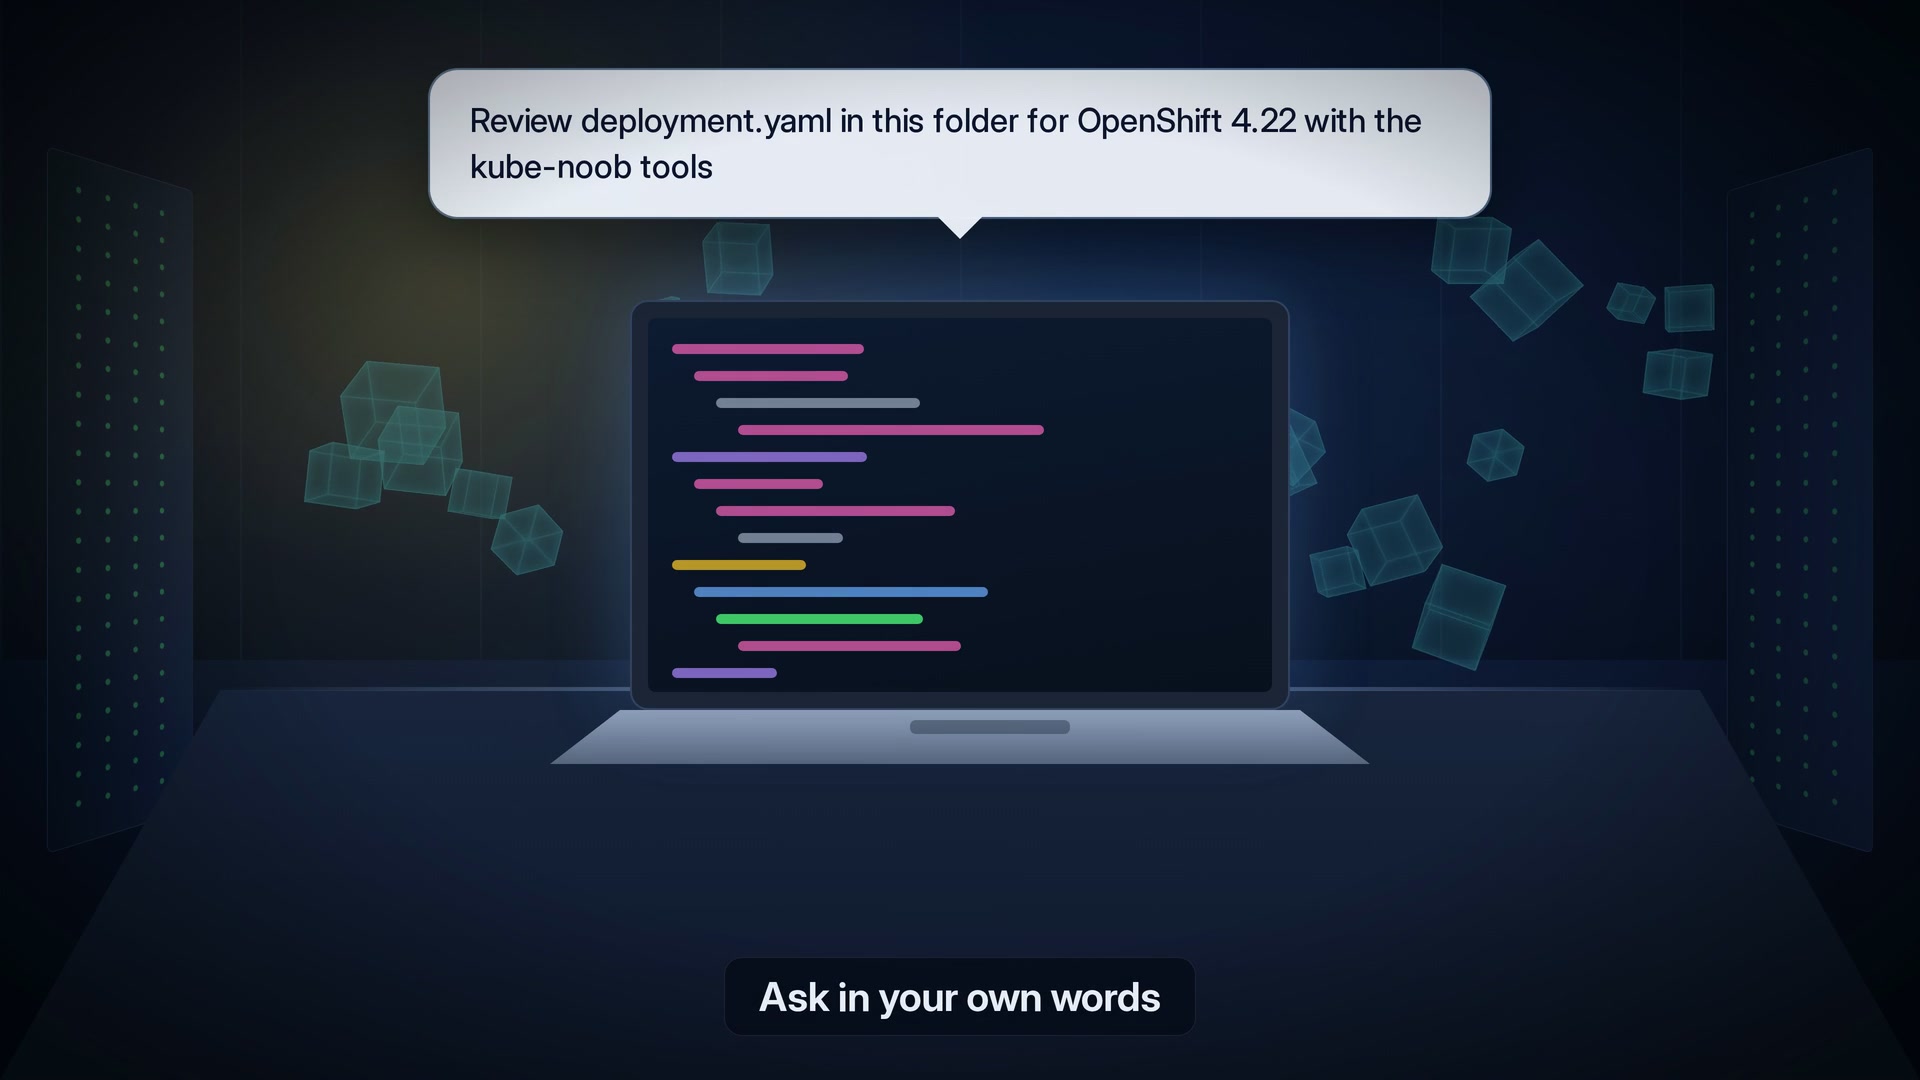 Review deployment.yaml in this folder for OpenShift 4.22 with the
kube-noob tools
Ask in your own words